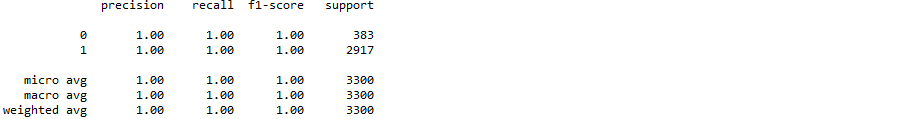 precision recall f1-score support
0 1.00 1.00 1.00 383
1 1.00 1.00 1.00 2917
micro avg 1.00 1.00 1.00 3300
macro avg 1.00 1.00 1.00 3300
weighted avg 1.00 1.00 1.00 3300